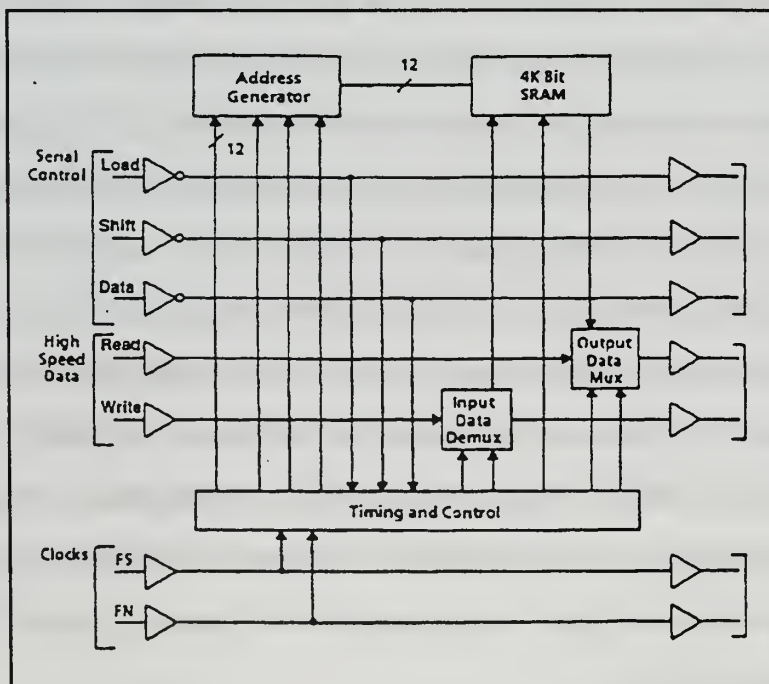 Address
Generator
12
4K Bit
SRAM
12
Serial
Control
Load
Shift
Data
High
Speed
Data
Read
Write
Output
Data
Mux
Input
Data
Demux
Timing and Control
Clocks
FS
FN